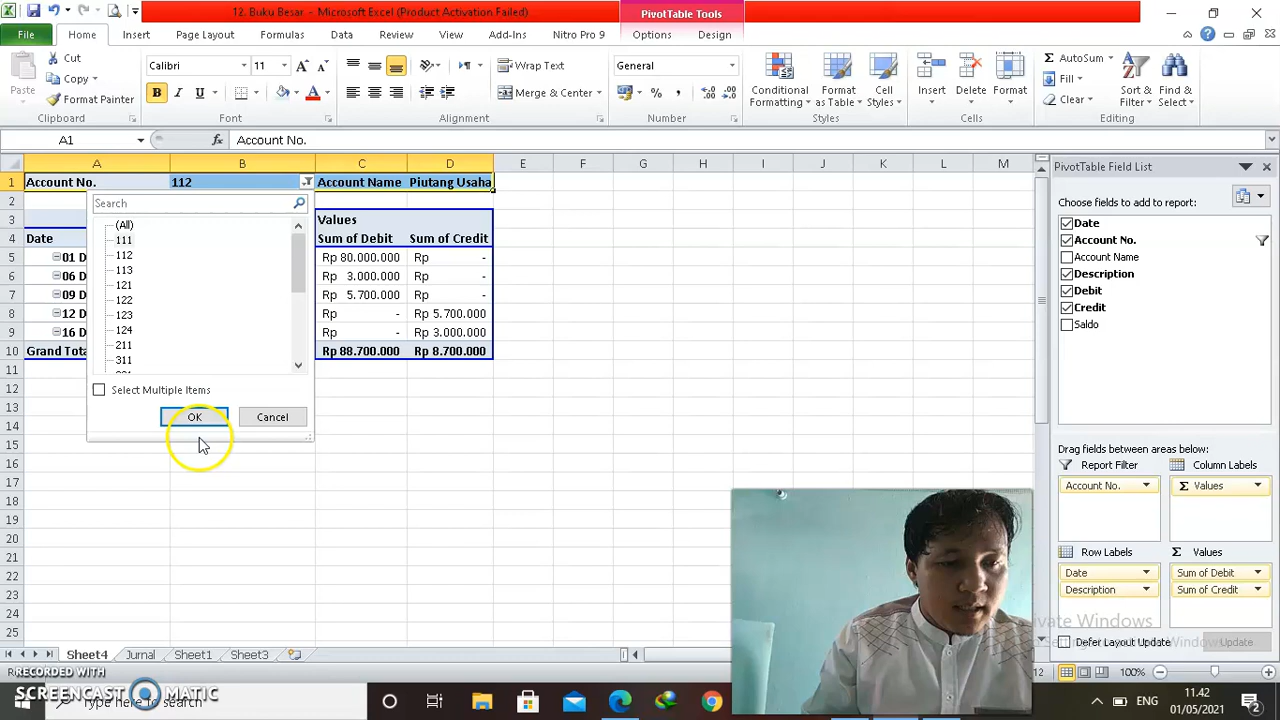 12. Buku Besar - Microsoft Excel (Product Activation Failed)
PivotTable Tools
File Home Insert Page Layout Formulas Data Review View Add-Ins Nitro Pro 9 Options Design
Cut
Copy
Format Painter
Paste
Clipboard
Calibri 11
B I U
Font
Wrap Text
Merge & Center
Alignment
General
Number
Conditional Formatting
Format as Table
Cell Styles
Styles
Insert
Delete
Format
Cells
AutoSum
Fill
Clear
Sort & Filter
Find & Select
Editing
A1 fx Account No.
A B C D E F G H I J K L M
1 Account No. 112 Account Name Piutang Usaha
2
3 Values
4 Date Sum of Debit Sum of Credit
5 01 D Rp 80.000.000 Rp -
6 06 D Rp 3.000.000 Rp -
7 09 D Rp 5.700.000 Rp -
8 12 D Rp - Rp 5.700.000
9 16 D Rp - Rp 3.000.000
10 Grand Tota Rp 88.700.000 Rp 8.700.000
11
12
13
14
15
16
17
18
19
20
21
22
23
24
25
Search
(All)
111
112
113
121
122
123
124
211
311
Select Multiple Items
OK Cancel
PivotTable Field List
Choose fields to add to report:
Date
Account No.
Account Name
Description
Debit
Credit
Saldo
Drag fields between areas below:
Report Filter Column Labels
Account No. Σ Values
Row Labels Σ Values
Date Sum of Debit
Description Sum of Credit
Defer Layout Update Update
Sheet4 Jurnal Sheet1 Sheet3
100%
RECORDED WITH
SCREENCAST MATIC
Type here to search
ENG
11.42
01/05/2021
2